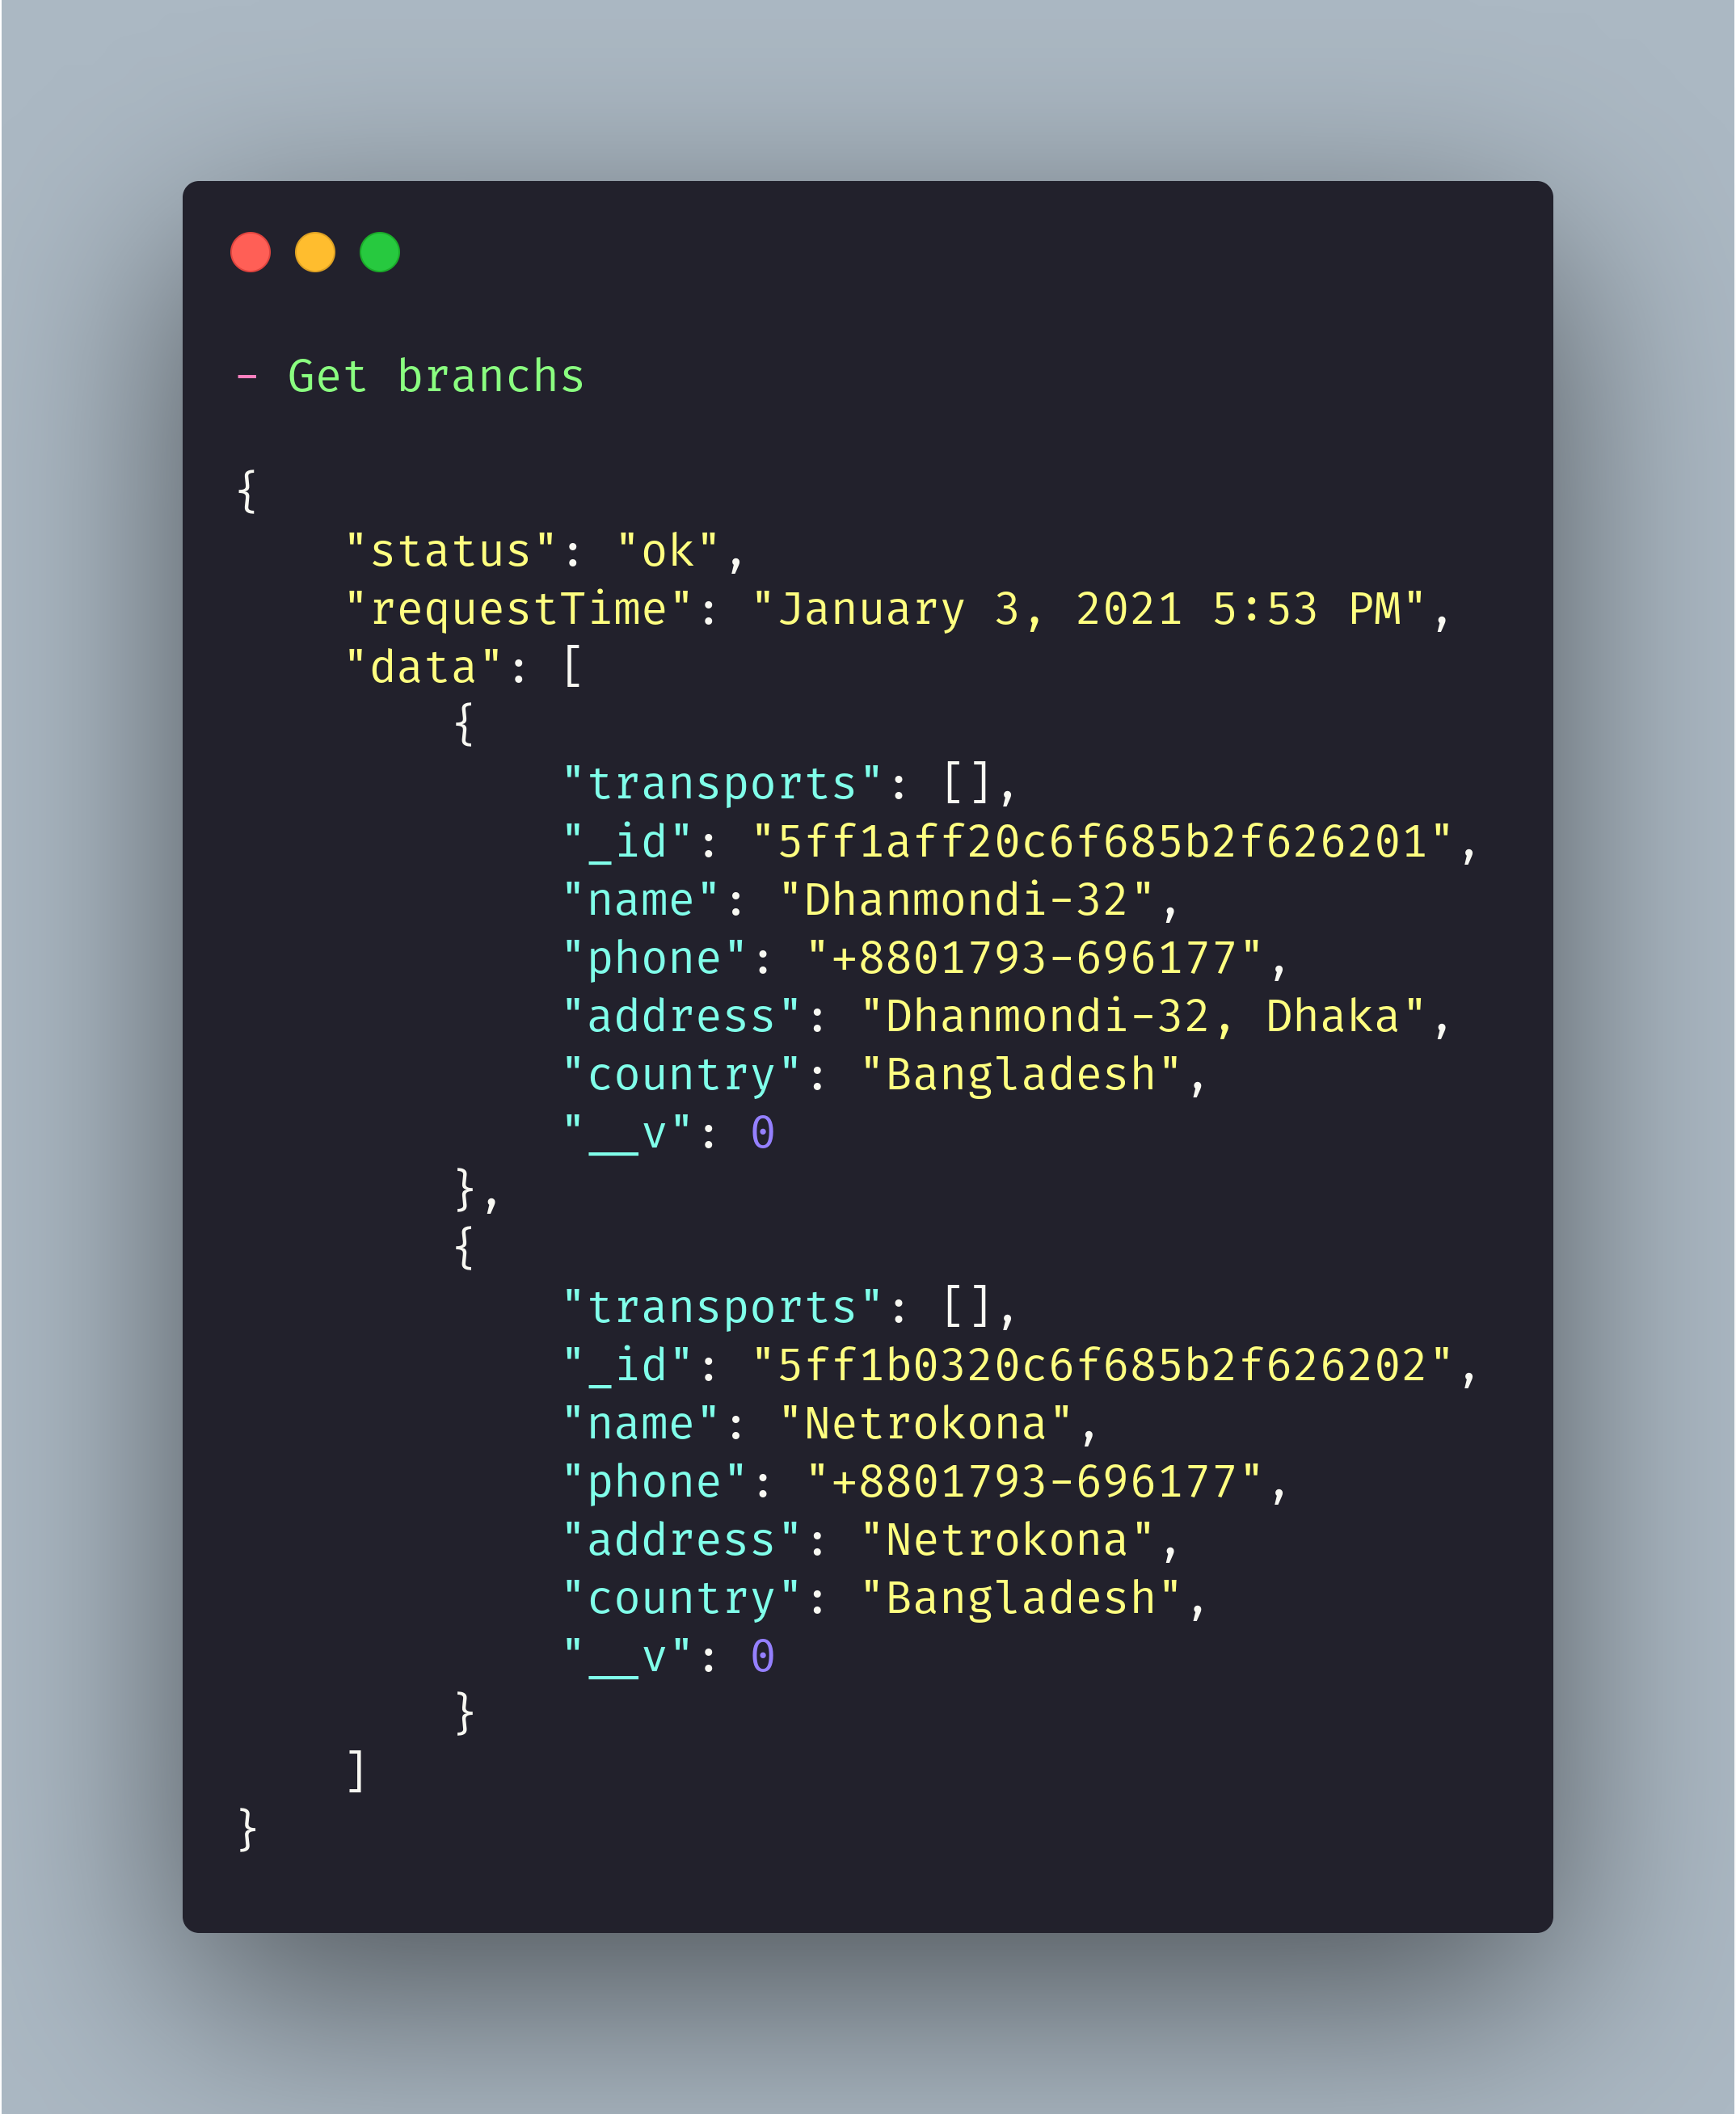 - Get branchs
{
    "status": "ok",
    "requestTime": "January 3, 2021 5:53 PM",
    "data": [
        {
            "transports": [],
            "_id": "5ff1aff20c6f685b2f626201",
            "name": "Dhanmondi-32",
            "phone": "+8801793-696177",
            "address": "Dhanmondi-32, Dhaka",
            "country": "Bangladesh",
            "__v": 0
        },
        {
            "transports": [],
            "_id": "5ff1b0320c6f685b2f626202",
            "name": "Netrokona",
            "phone": "+8801793-696177",
            "address": "Netrokona",
            "country": "Bangladesh",
            "__v": 0
        }
    ]
}